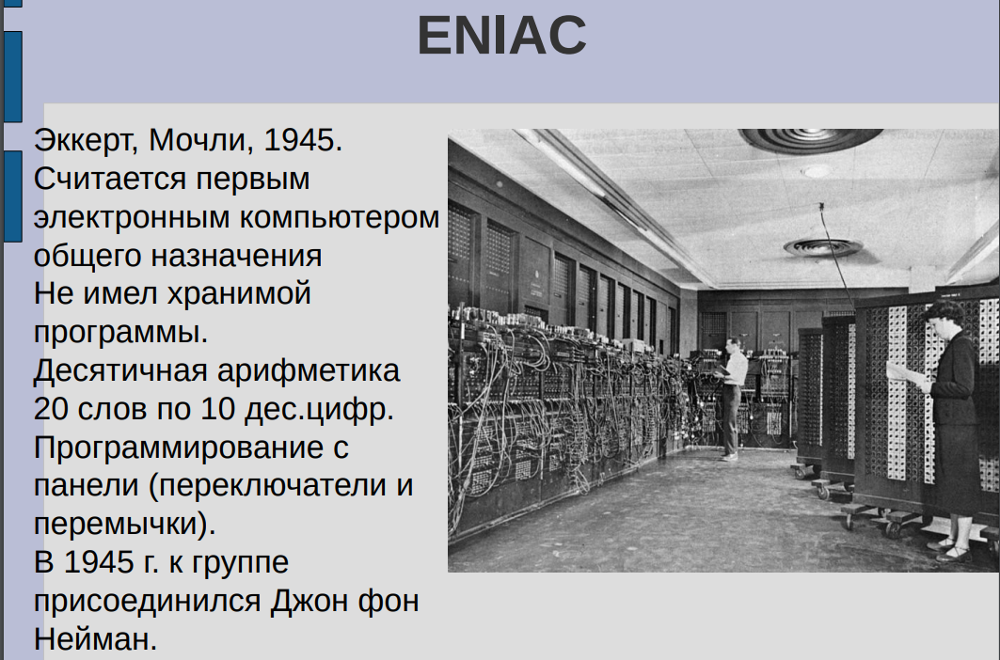 ENIAC
Эккерт, Мочли, 1945.
Считается первым
электронным компьютером
общего назначения
Не имел хранимой
программы.
Десятичная арифметика
20 слов по 10 дес.цифр.
Программирование с
панели (переключатели и
перемычки).
В 1945 г. к группе
присоединился Джон фон
Нейман.